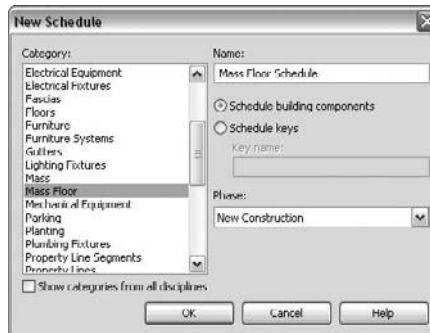 New Schedule
Category:
Electrical Equipment
Electrical Fixtures
Fascias
Floors
Furniture
Furniture Systems
Gutters
Lighting Fixtures
Mass
Mass Floor
Mechanical Equipment
Parking
Planting
Plumbing Fixtures
Property Line Segments
Property Lines
Show categories from all disciplines
Name:
Mass Floor Schedule
Schedule building components
Schedule keys
Key name:
Phase:
New Construction
OK
Cancel
Help